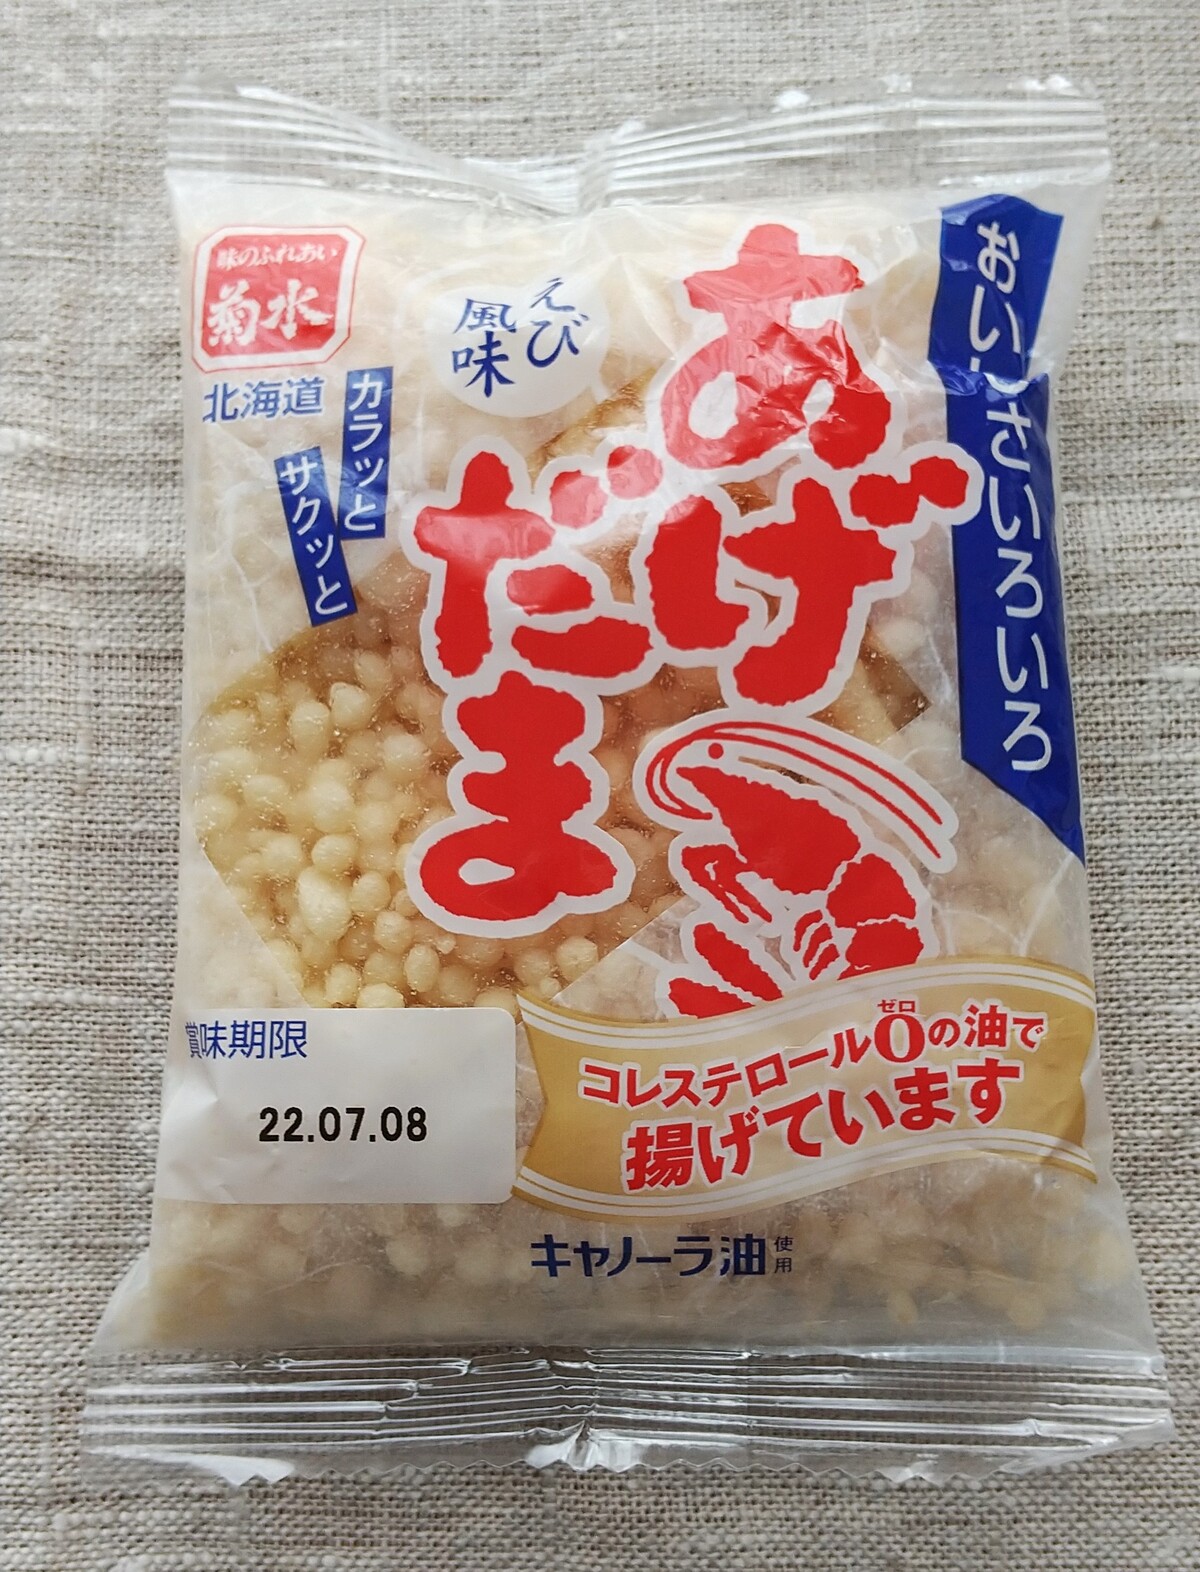 味のふれあい
菊水
北海道
カラッと
サクッと
えび
風味
あげ
だま
おいしさいろいろ
賞味期限
22.07.08
ゼロ
コレステロール0の油で
揚げています
キャノーラ油使用